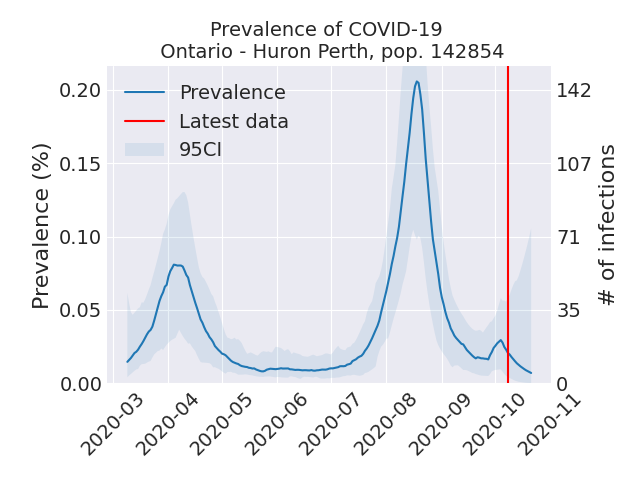 Prevalence of COVID-19
Ontario - Huron Perth, pop. 142854
Prevalence (%)
0.20
0.15
0.10
0.05
0.00
Prevalence
Latest data
95CI
142
107
71
35
0
# of infections
2020-03
2020-04
2020-05
2020-06
2020-07
2020-08
2020-09
2020-10
2020-11